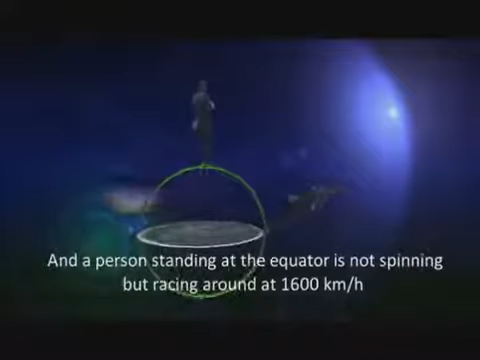 And a person standing at the equator is not spinning
but racing around at 1600 km/h